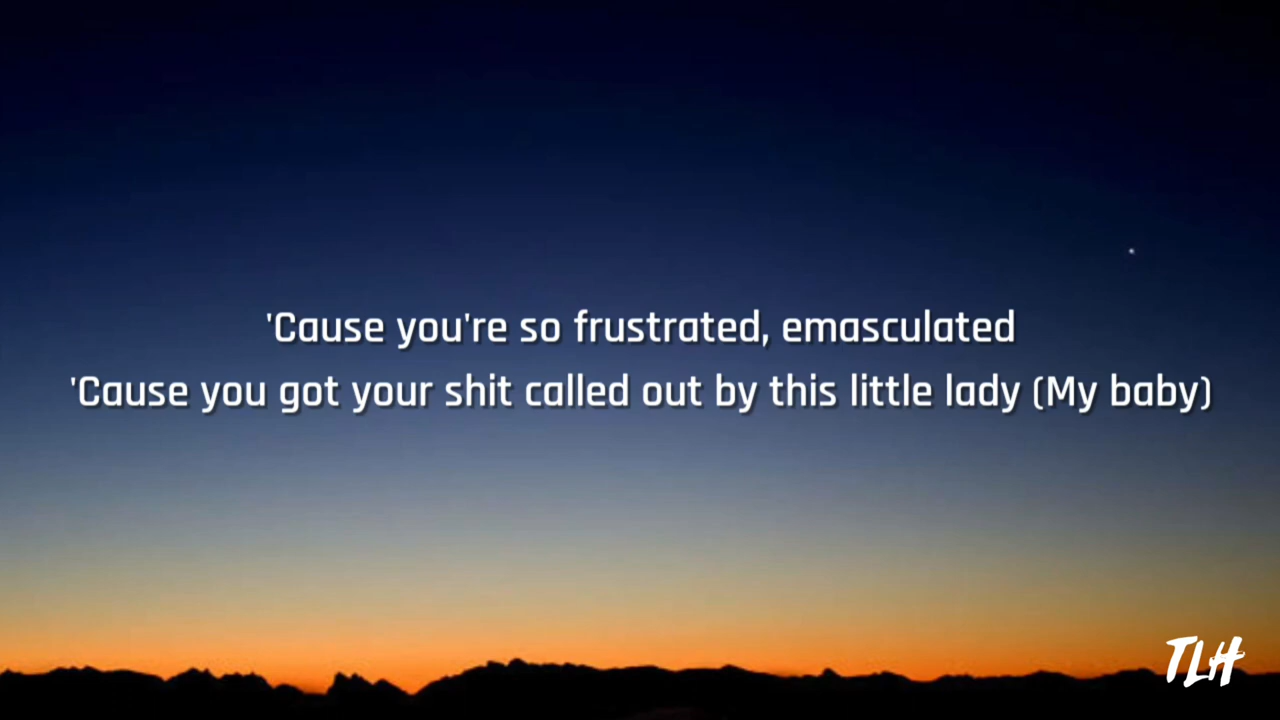 'Cause you're so frustrated, emasculated
'Cause you got your shit called out by this little lady (My baby)
TLH